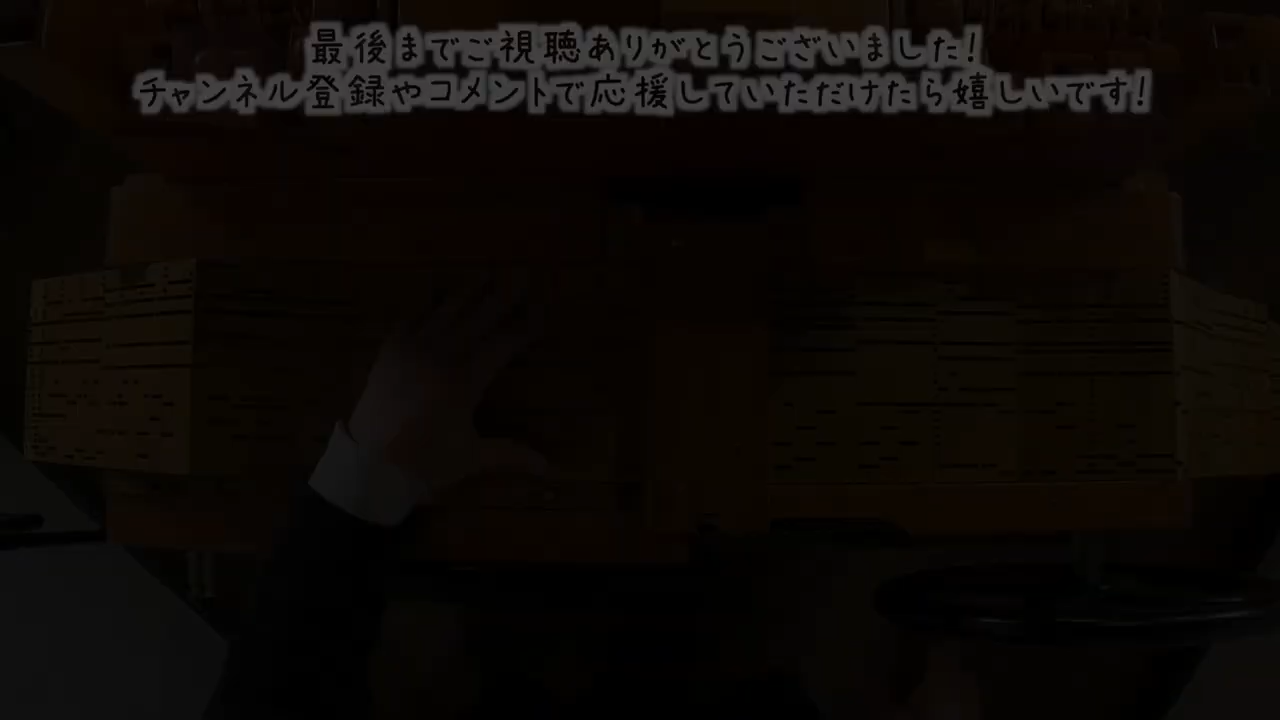 最後までご視聴ありがとうございました!
チャンネル登録やコメントで応援していただけたら嬉しいです!